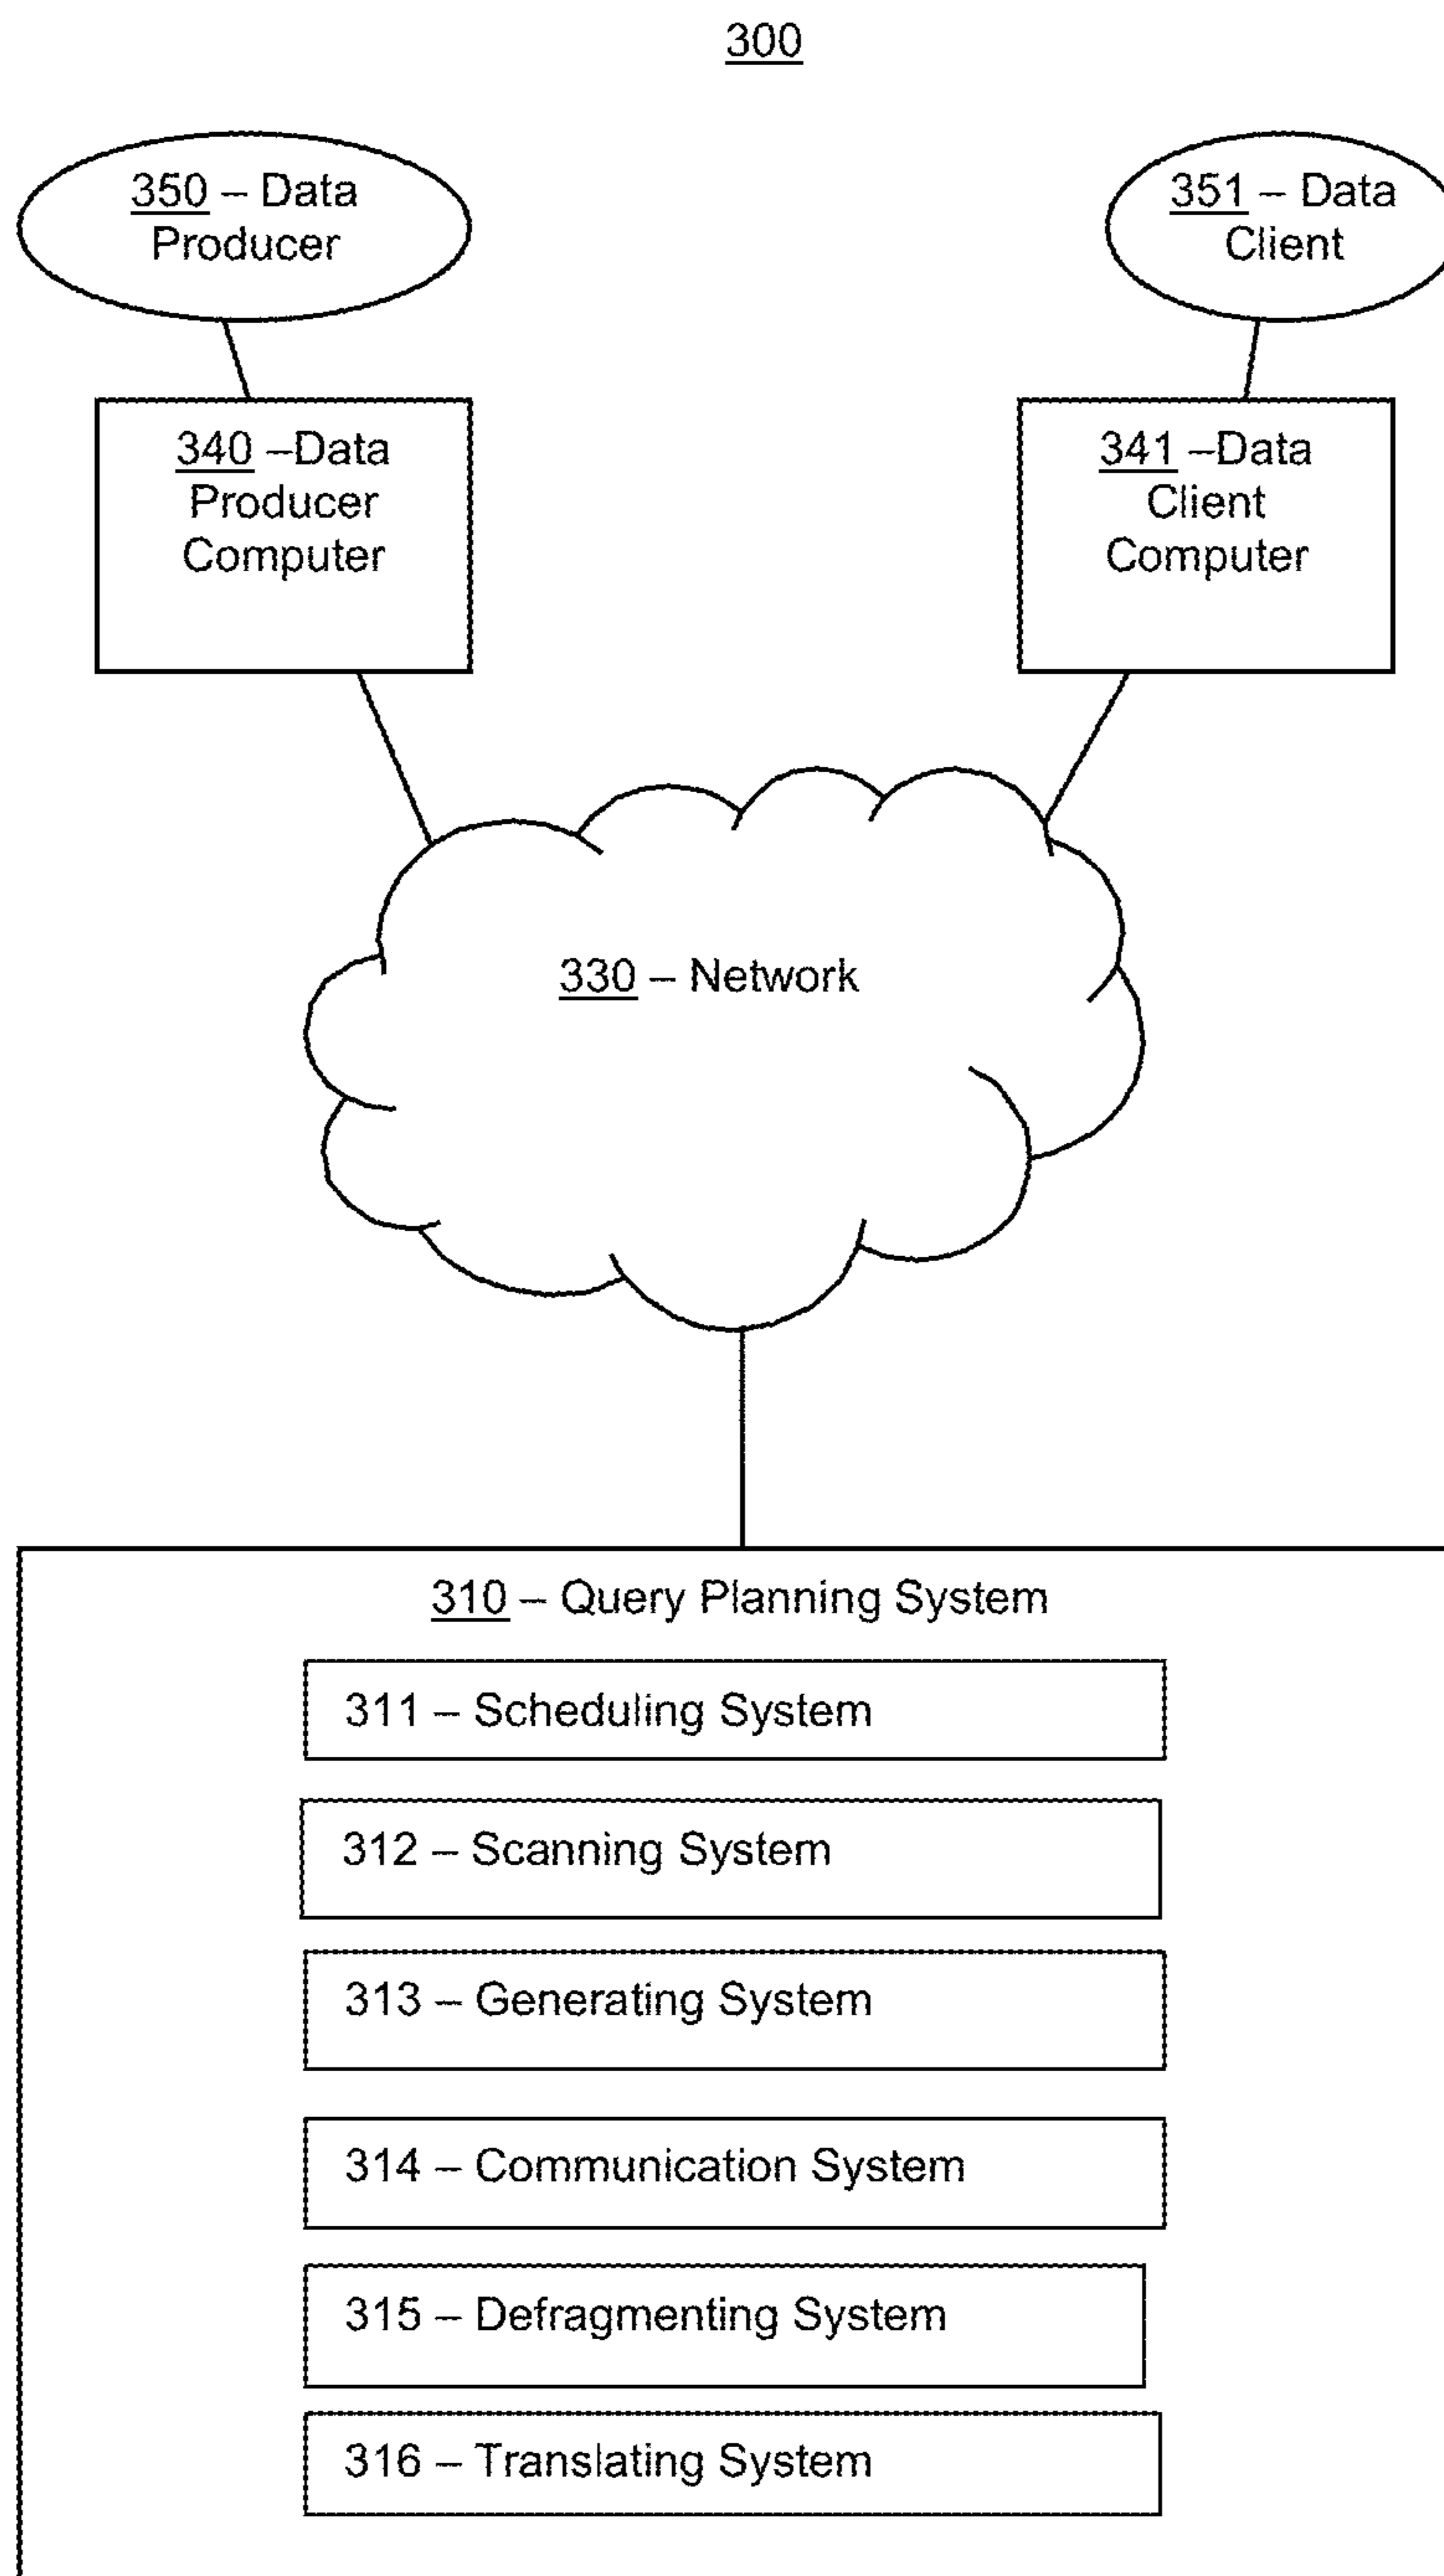 300
350 – Data
Producer
351 – Data
Client
340 –Data
Producer
Computer
341 –Data
Client
Computer
330 – Network
310 – Query Planning System
311 – Scheduling System
312 – Scanning System
313 – Generating System
314 – Communication System
315 – Defragmenting System
316 – Translating System